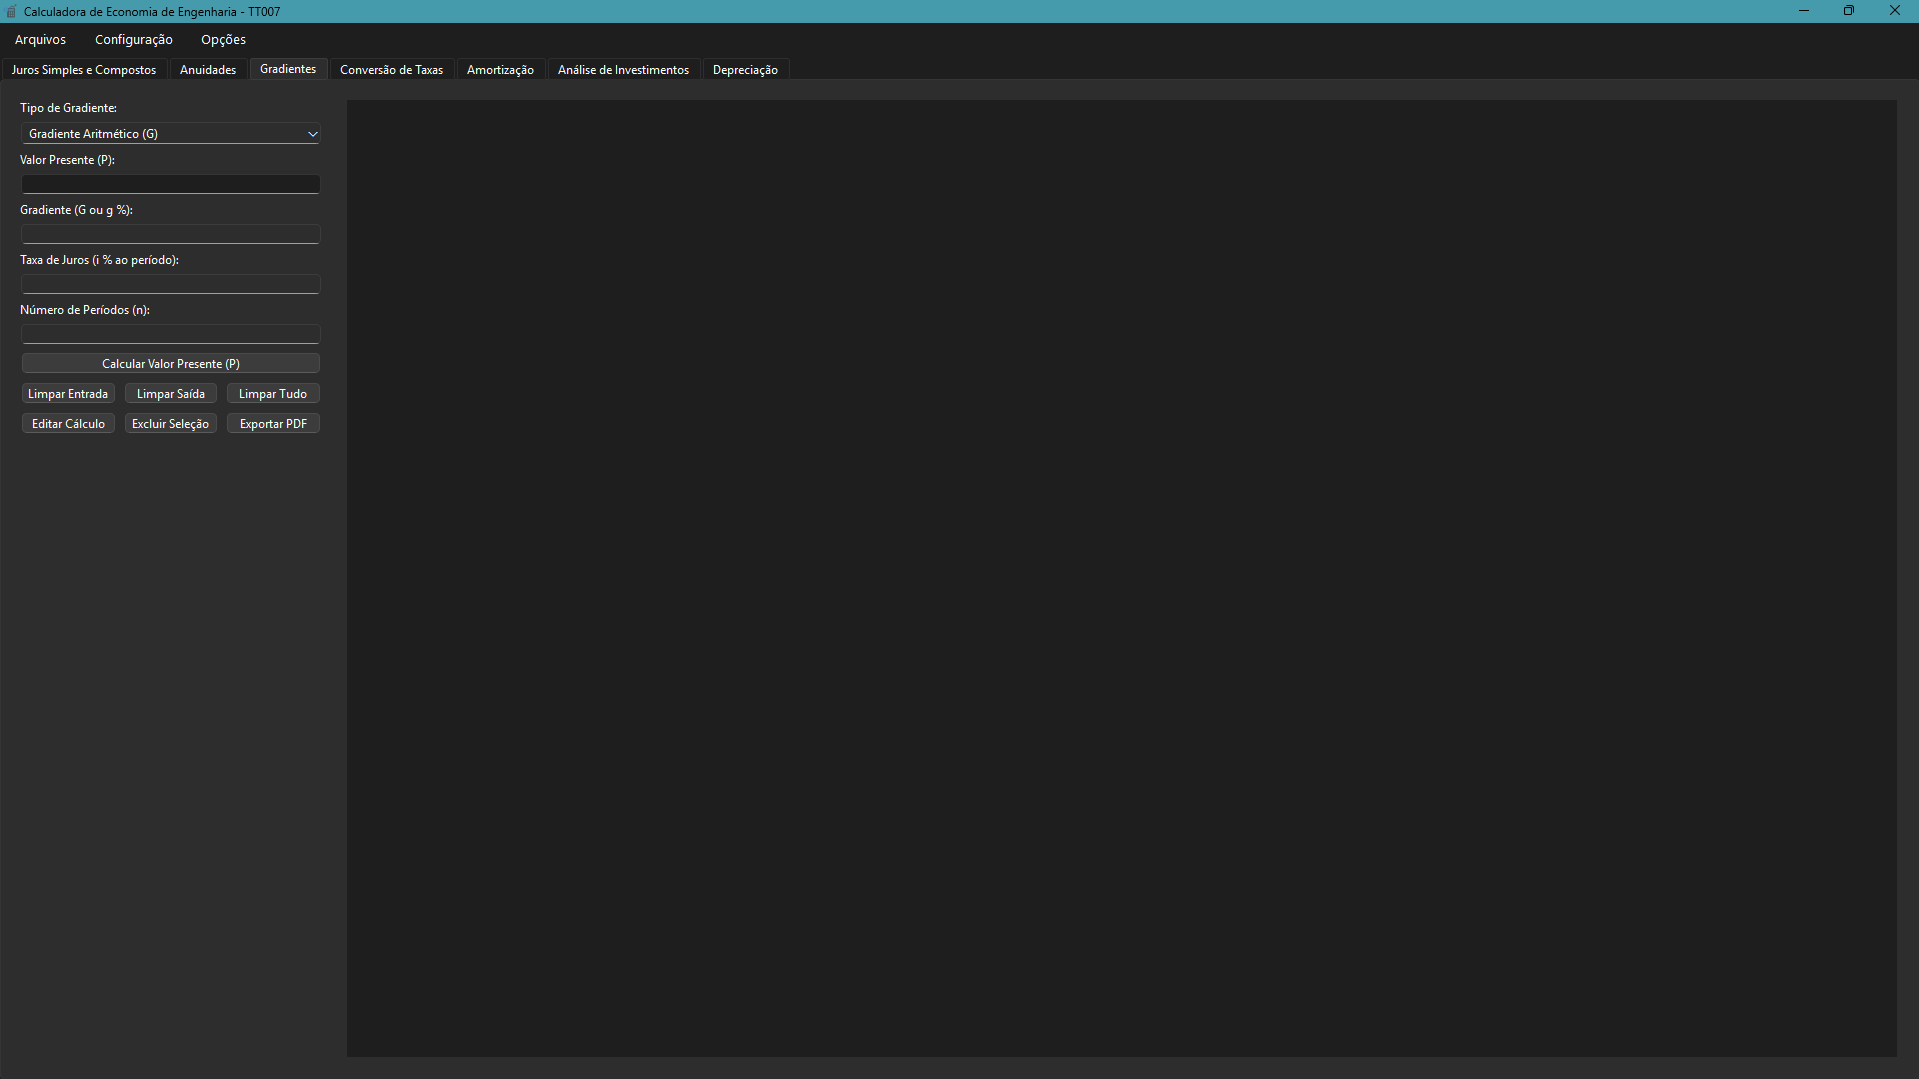 Calculadora de Economia de Engenharia - TT007
Arquivos Configuração Opções
Juros Simples e Compostos Anuidades Gradientes Conversão de Taxas Amortização Análise de Investimentos Depreciação
Tipo de Gradiente:
Gradiente Aritmético (G)
Valor Presente (P):
Gradiente (G ou g %):
Taxa de Juros (i % ao período):
Número de Períodos (n):
Calcular Valor Presente (P)
Limpar Entrada Limpar Saída Limpar Tudo
Editar Cálculo Excluir Seleção Exportar PDF